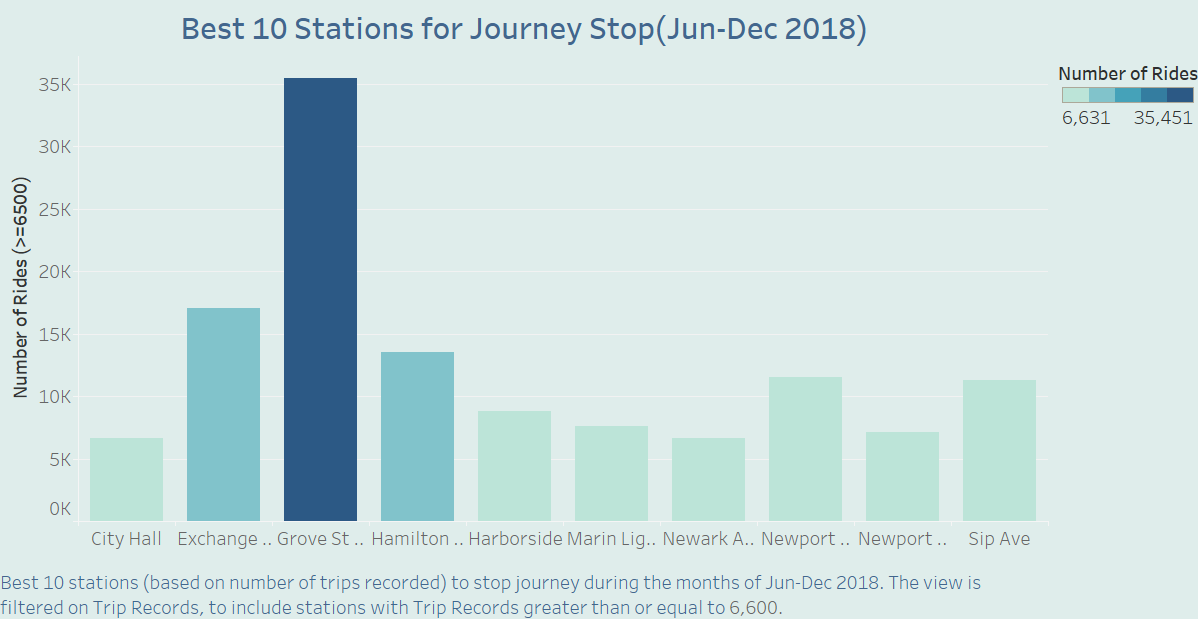 Best 10 Stations for Journey Stop(Jun-Dec 2018)
Number of Rides
6,631 35,451
Number of Rides (>=6500)
35K
30K
25K
20K
15K
10K
5K
0K
City Hall Exchange .. Grove St .. Hamilton .. Harborside Marin Lig.. Newark A.. Newport .. Newport .. Sip Ave
Best 10 stations (based on number of trips recorded) to stop journey during the months of Jun-Dec 2018. The view is
filtered on Trip Records, to include stations with Trip Records greater than or equal to 6,600.